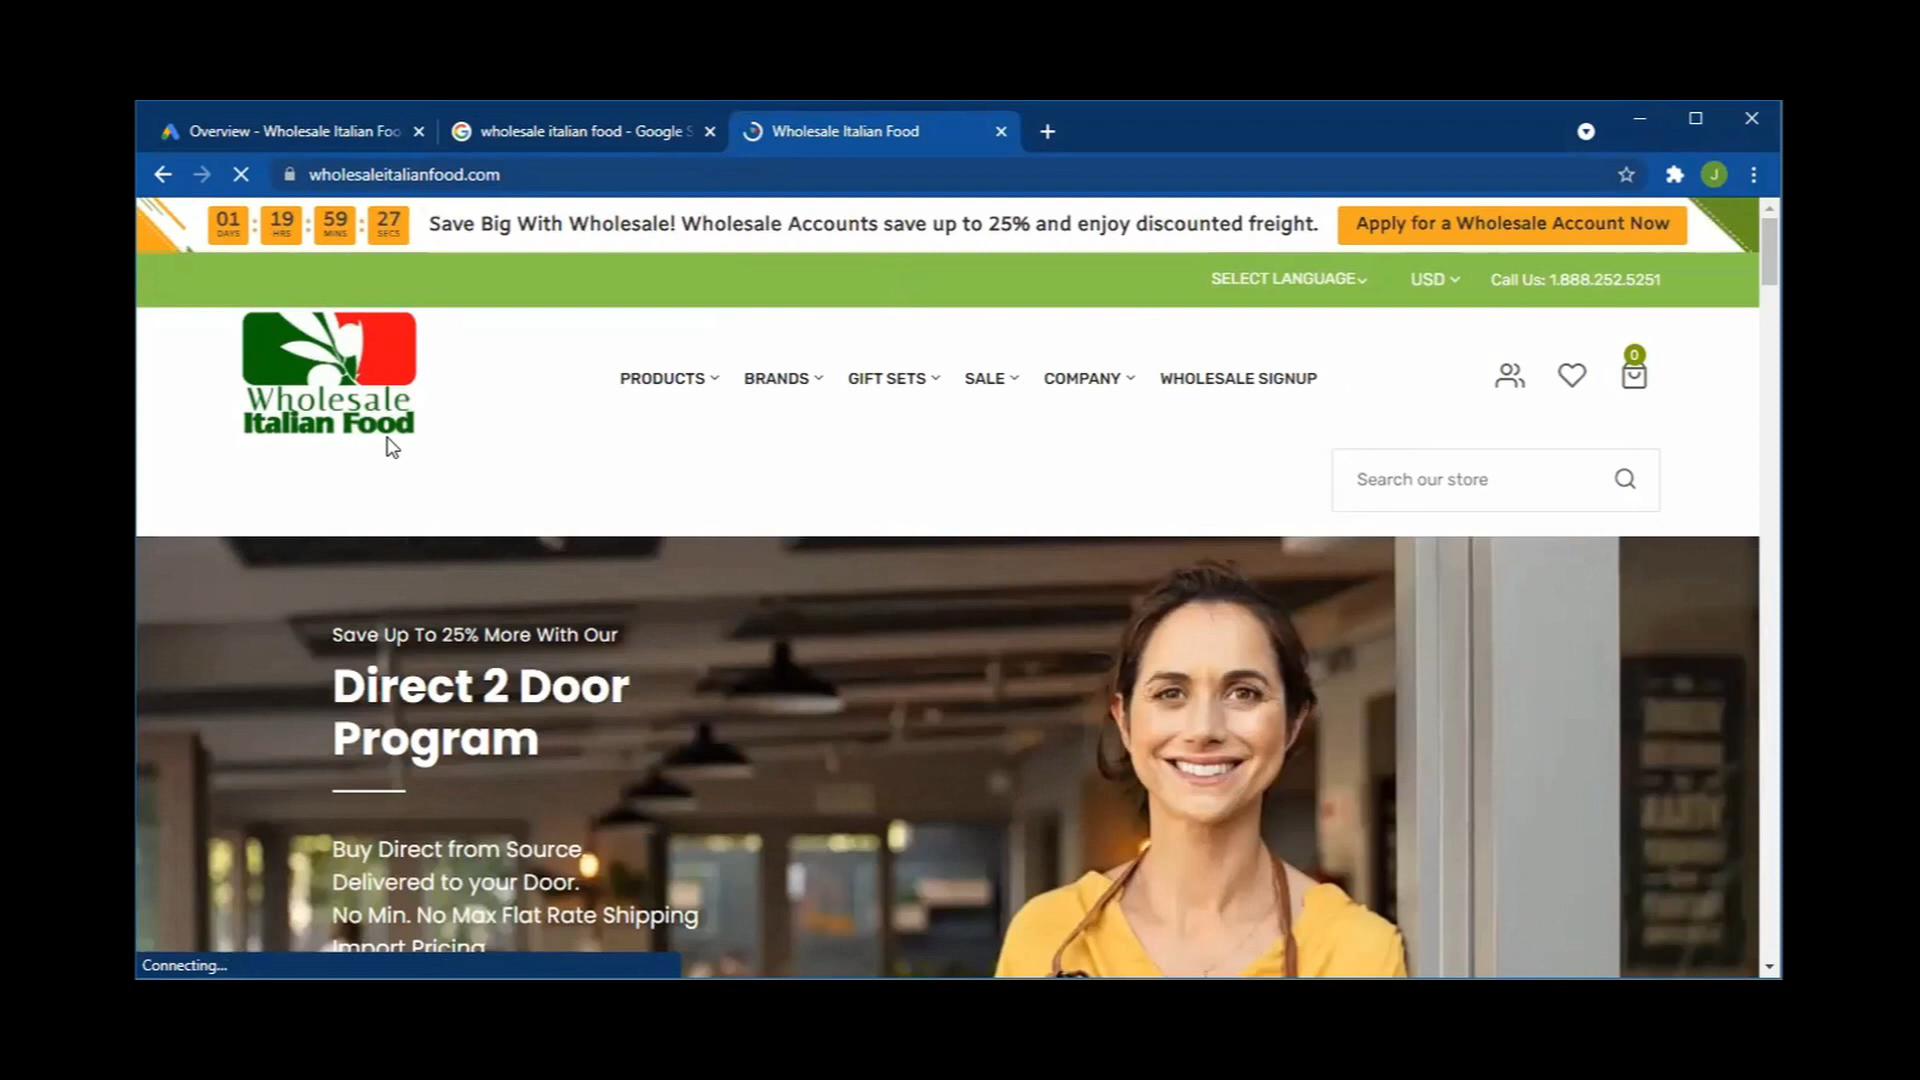 Overview - Wholesale Italian Foo
wholesale italian food - Google S
Wholesale Italian Food
J
wholesaleitalianfood.com
01 DAYS : 19 HRS : 59 MINS : 27 SECS
Save Big With Wholesale! Wholesale Accounts save up to 25% and enjoy discounted freight.
Apply for a Wholesale Account Now
SELECT LANGUAGE
USD
Call Us: 1.888.252.5251
Wholesale
Italian Food
PRODUCTS
BRANDS
GIFT SETS
SALE
COMPANY
WHOLESALE SIGNUP
0
Search our store
Save Up To 25% More With Our
Direct 2 Door
Program
Buy Direct from Source.
Delivered to your Door.
No Min. No Max Flat Rate Shipping
Import Pricing
Connecting...